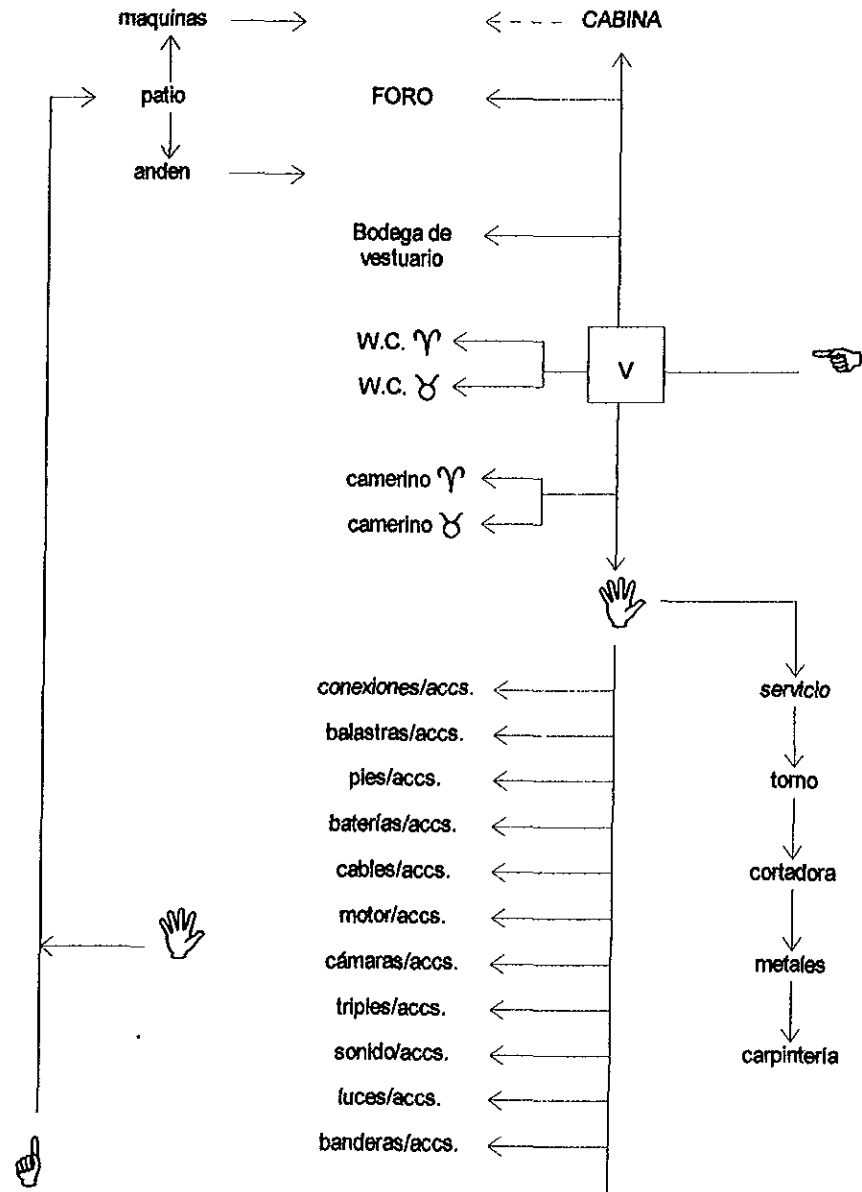 maquinas
CABINA
patio
FORO
anden
Bodega de
vestuario
W.C. ♈
W.C. ♉
V
camerino ♈
camerino ♉
conexiones/accs.
servicio
balastras/accs.
pies/accs.
torno
baterías/accs.
cables/accs.
cortadora
motor/accs.
cámaras/accs.
metales
triples/accs.
sonido/accs.
carpintería
luces/accs.
banderas/accs.